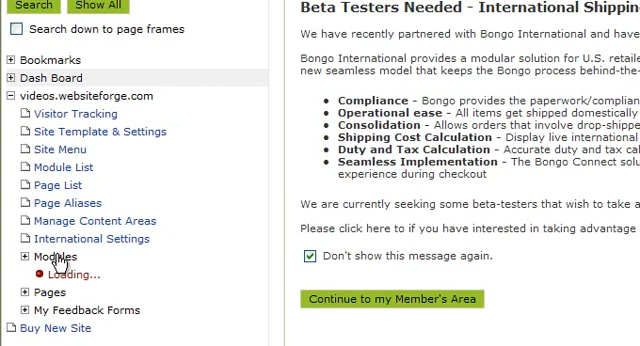 Search Show All
Search down to page frames
Bookmarks
Dash Board
videos.websiteforge.com
Visitor Tracking
Site Template & Settings
Site Menu
Module List
Page List
Page Aliases
Manage Content Areas
International Settings
Modules
Loading...
Pages
My Feedback Forms
Buy New Site
Beta Testers Needed - International Shippin
We have recently partnered with Bongo International and have
Bongo International provides a modular solution for U.S. retaile
new seamless model that keeps the Bongo process behind-the-
• Compliance - Bongo provides the paperwork/complian
• Operational ease - All items get shipped domestically
• Consolidation - Allows orders that involve drop-shippe
• Shipping Cost Calculation - Display live international
• Duty and Tax Calculation - Accurate duty and tax cal
• Seamless Implementation - The Bongo Connect solu
experience during checkout
We are currently seeking some beta-testers that wish to take a
Please click here to if you have interested in taking advantage
Don't show this message again.
Continue to my Member's Area